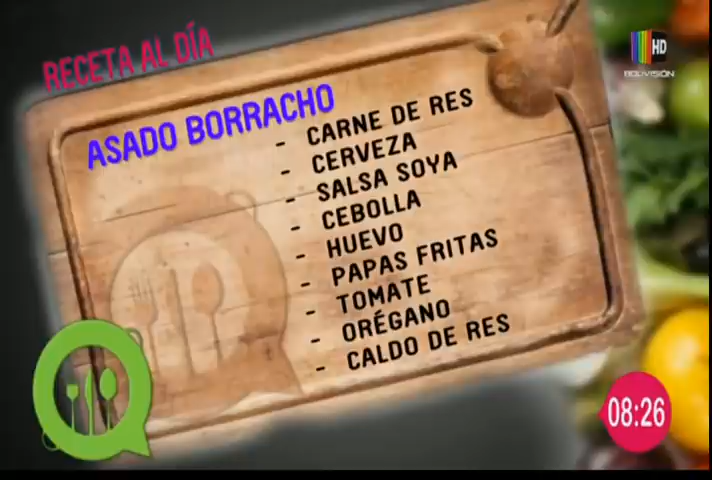 RECETA AL DÍA
HD
BOLIVISIÓN
ASADO BORRACHO
- CARNE DE RES
- CERVEZA
- SALSA SOYA
- CEBOLLA
- HUEVO
- PAPAS FRITAS
- TOMATE
- ORÉGANO
- CALDO DE RES
08:26